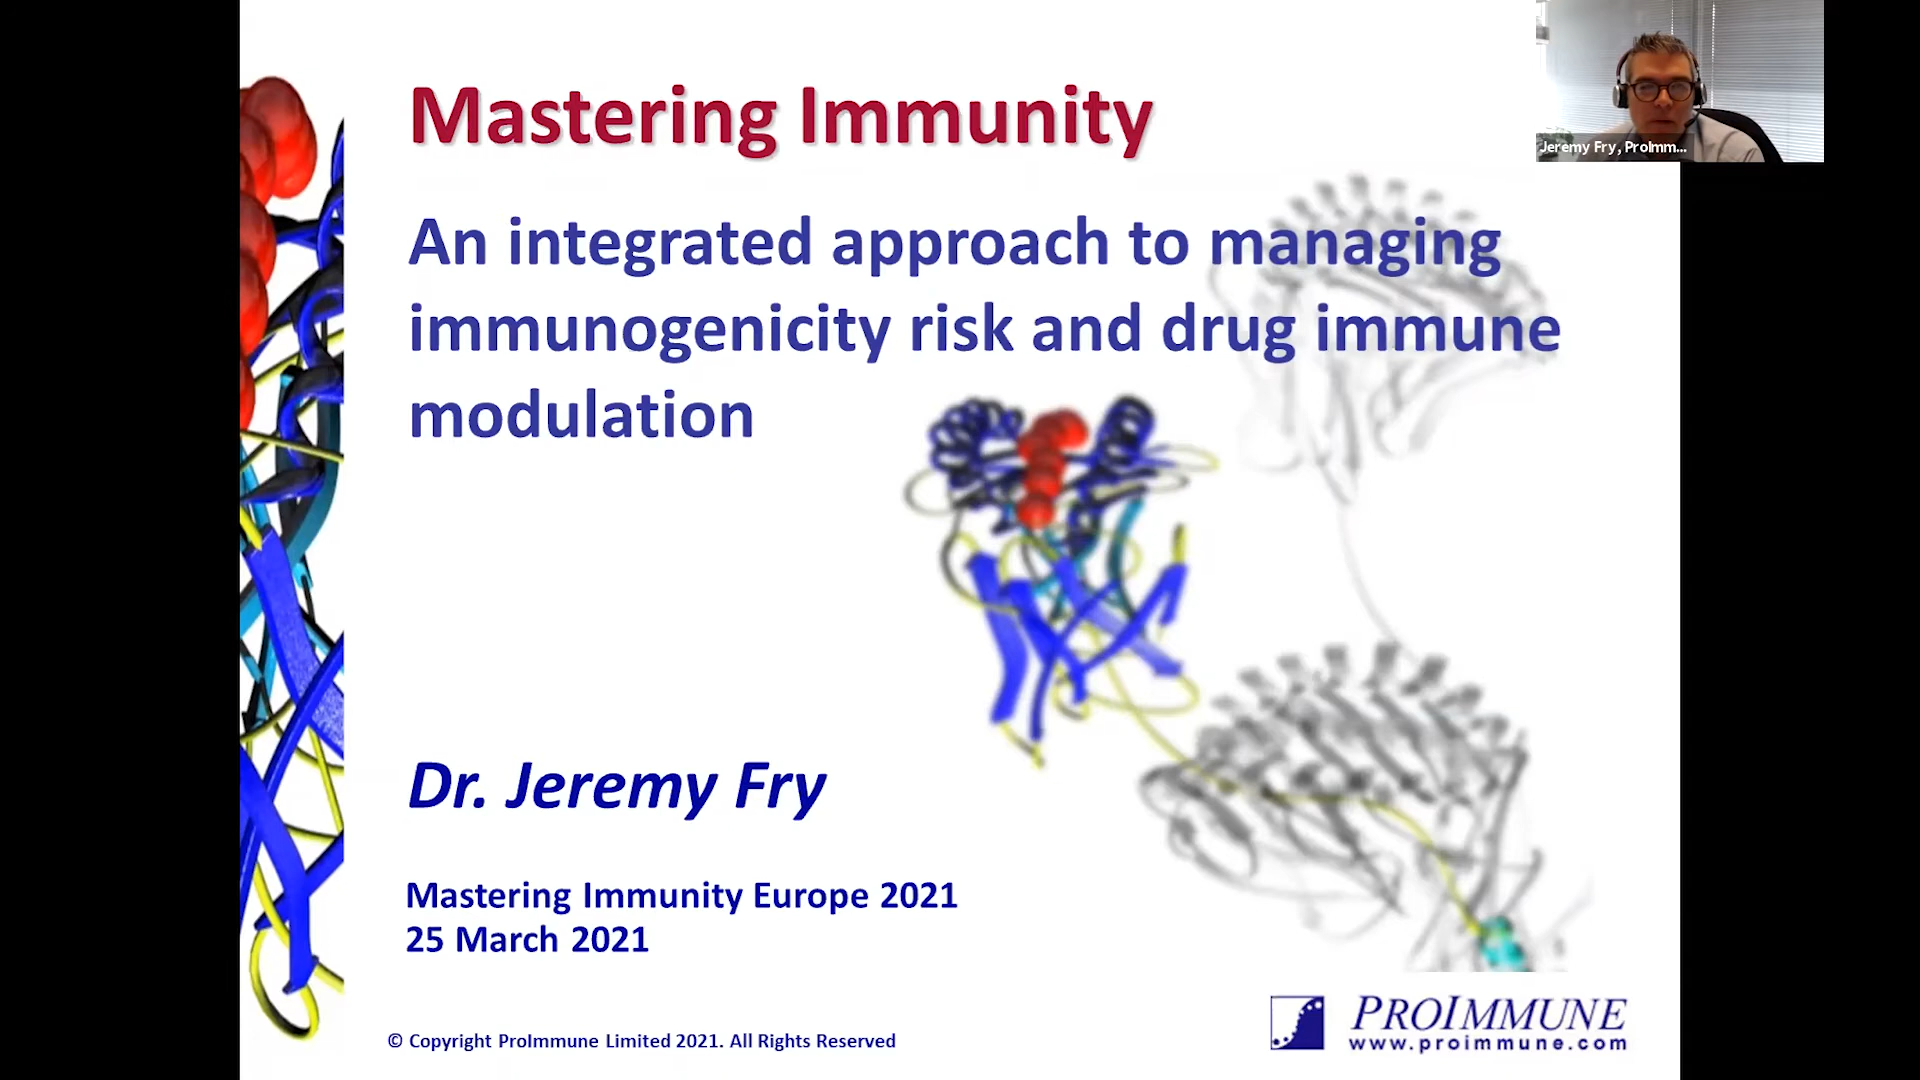 Mastering Immunity
An integrated approach to managing
immunogenicity risk and drug immune
modulation
Dr. Jeremy Fry
Mastering Immunity Europe 2021
25 March 2021
© Copyright ProImmune Limited 2021. All Rights Reserved
PROIMMUNE
www.proimmune.com
Jeremy Fry, ProImm...